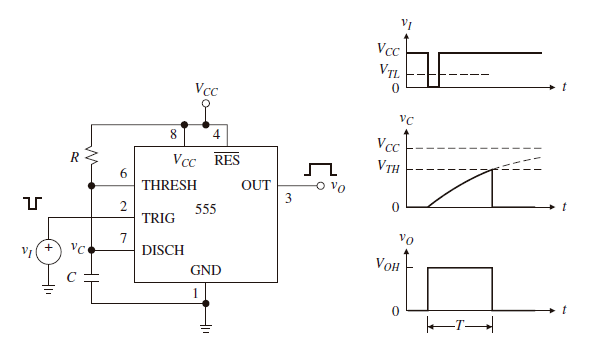 V_CC
8 4
R
V_CC R̅E̅S̅
6
THRESH OUT
v_O
3
2
TRIG 555
7
v_I + v_C
DISCH
C
GND
1
v_I
V_CC
V_TL
0 t
v_C
V_CC
V_TH
0 t
v_O
V_OH
0 t
T